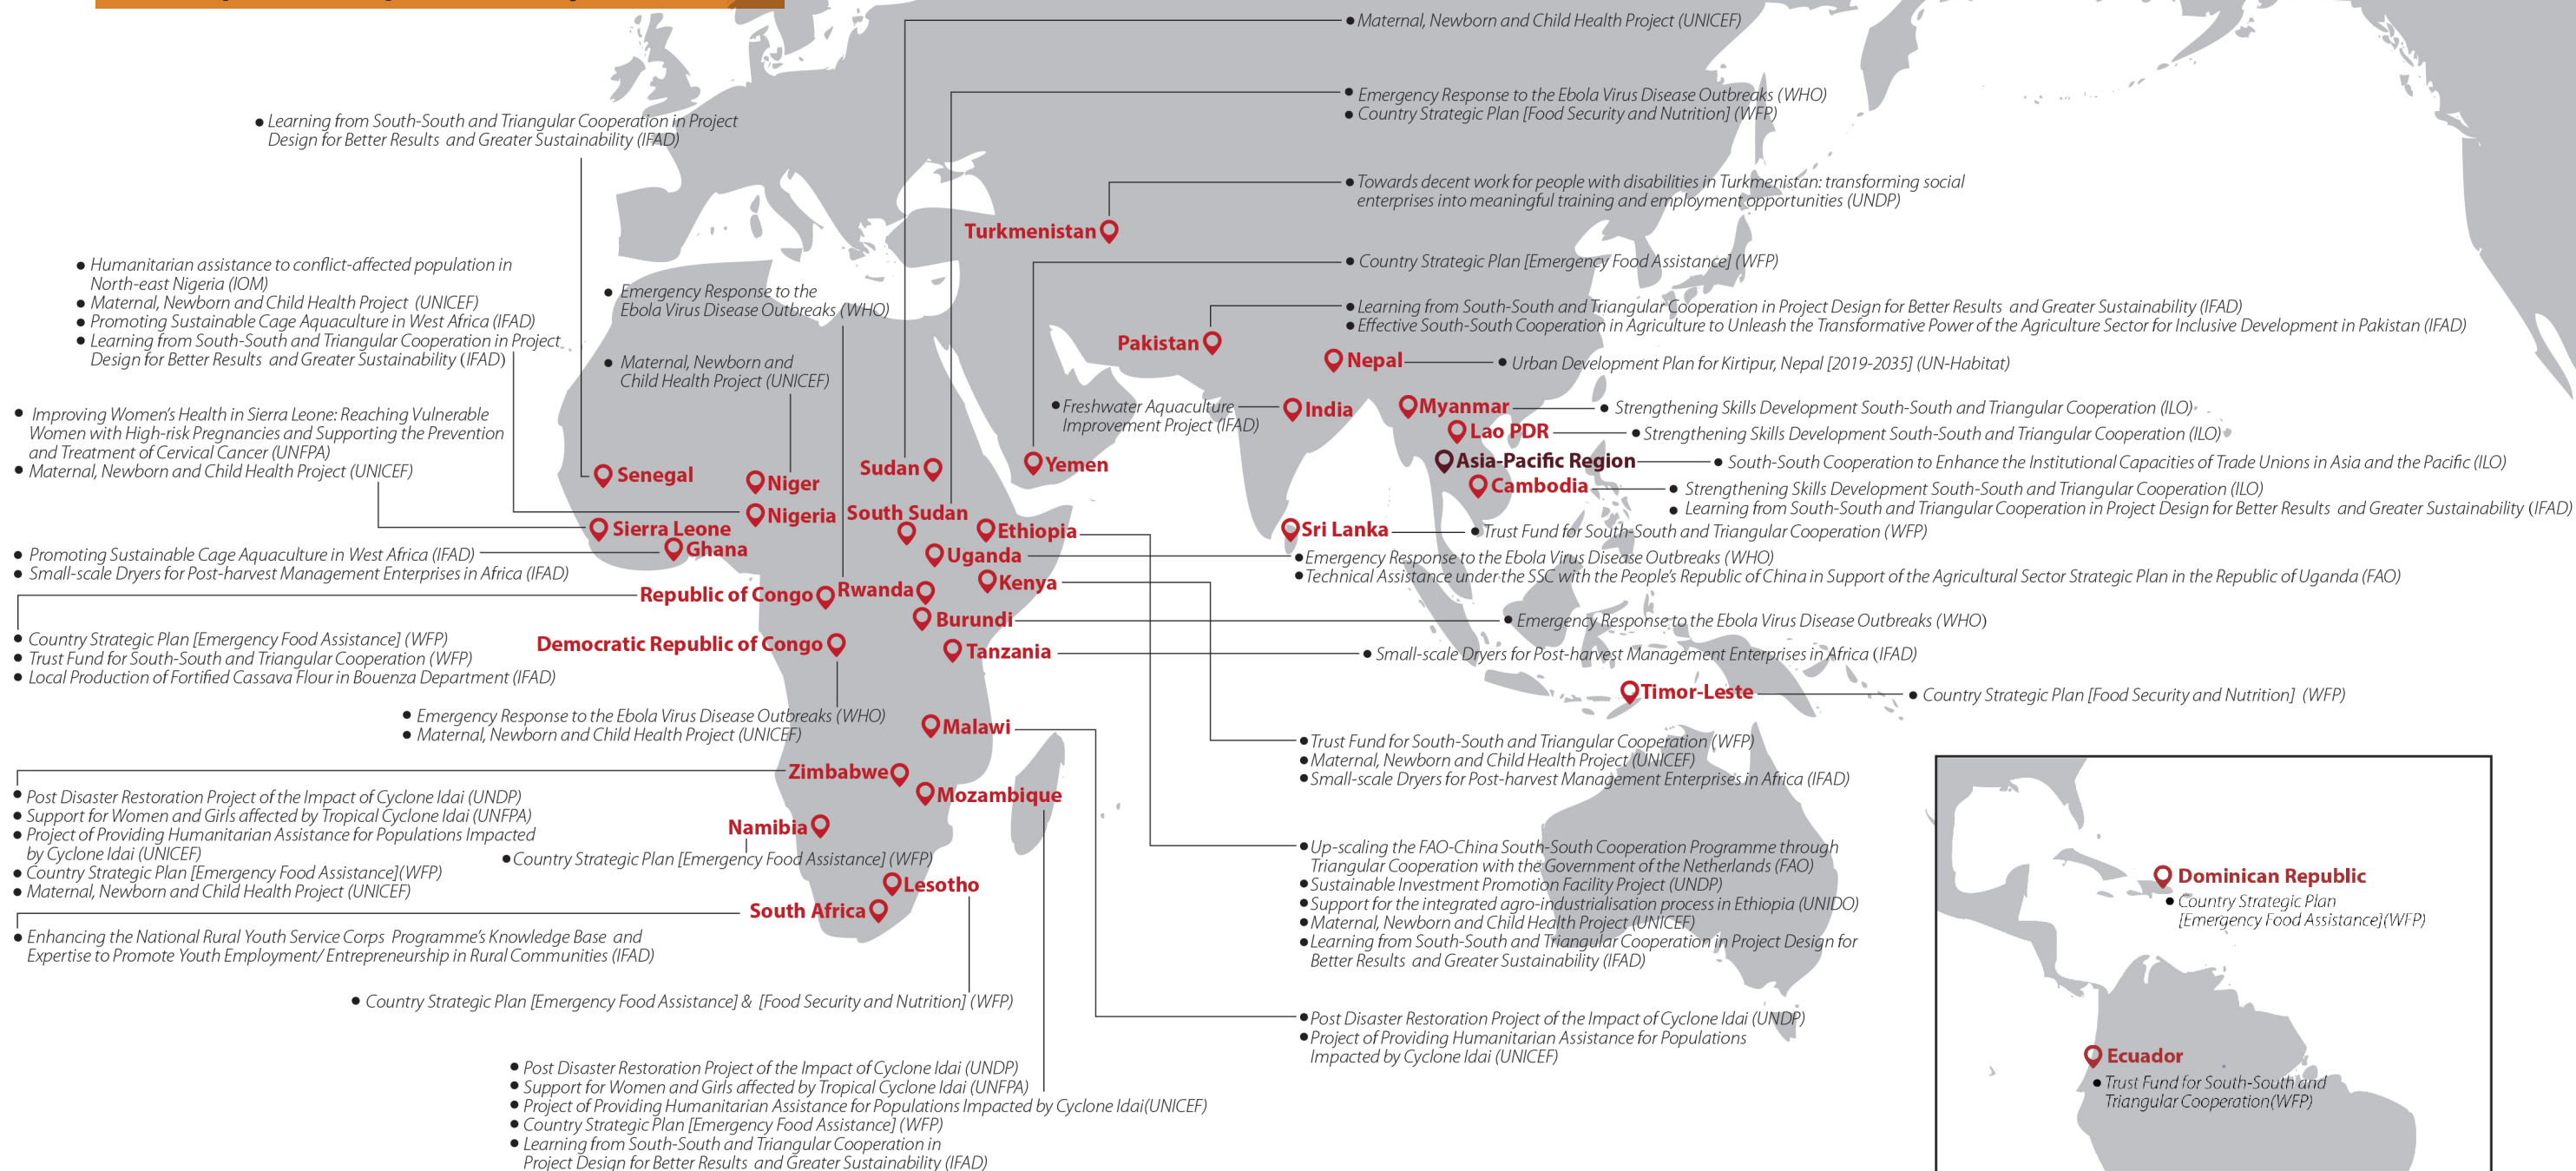 • Maternal, Newborn and Child Health Project (UNICEF)
• Emergency Response to the Ebola Virus Disease Outbreaks (WHO)
• Country Strategic Plan [Food Security and Nutrition] (WFP)
• Learning from South-South and Triangular Cooperation in Project
Design for Better Results and Greater Sustainability (IFAD)
• Towards decent work for people with disabilities in Turkmenistan: transforming social
enterprises into meaningful training and employment opportunities (UNDP)
Turkmenistan
• Country Strategic Plan [Emergency Food Assistance] (WFP)
• Humanitarian assistance to conflict-affected population in
North-east Nigeria (IOM)
• Maternal, Newborn and Child Health Project (UNICEF)
• Promoting Sustainable Cage Aquaculture in West Africa (IFAD)
• Learning from South-South and Triangular Cooperation in Project
Design for Better Results and Greater Sustainability (IFAD)
• Emergency Response to the
Ebola Virus Disease Outbreaks (WHO)
• Learning from South-South and Triangular Cooperation in Project Design for Better Results and Greater Sustainability (IFAD)
• Effective South-South Cooperation in Agriculture to Unleash the Transformative Power of the Agriculture Sector for Inclusive Development in Pakistan (IFAD)
Pakistan
• Maternal, Newborn and
Child Health Project (UNICEF)
Nepal
• Urban Development Plan for Kirtipur, Nepal [2019-2035] (UN-Habitat)
• Freshwater Aquaculture
Improvement Project (IFAD)
India
Myanmar
• Strengthening Skills Development South-South and Triangular Cooperation (ILO)
Lao PDR
• Strengthening Skills Development South-South and Triangular Cooperation (ILO)
• Improving Women's Health in Sierra Leone: Reaching Vulnerable
Women with High-risk Pregnancies and Supporting the Prevention
and Treatment of Cervical Cancer (UNFPA)
• Maternal, Newborn and Child Health Project (UNICEF)
Asia-Pacific Region
• South-South Cooperation to Enhance the Institutional Capacities of Trade Unions in Asia and the Pacific (ILO)
Senegal
Niger
Sudan
Yemen
Cambodia
• Strengthening Skills Development South-South and Triangular Cooperation (ILO)
• Learning from South-South and Triangular Cooperation in Project Design for Better Results and Greater Sustainability (IFAD)
Nigeria
South Sudan
Sierra Leone
Ethiopia
Sri Lanka
• Trust Fund for South-South and Triangular Cooperation (WFP)
Ghana
• Promoting Sustainable Cage Aquaculture in West Africa (IFAD)
• Small-scale Dryers for Post-harvest Management Enterprises in Africa (IFAD)
Uganda
• Emergency Response to the Ebola Virus Disease Outbreaks (WHO)
• Technical Assistance under the SSC with the People's Republic of China in Support of the Agricultural Sector Strategic Plan in the Republic of Uganda (FAO)
Republic of Congo
Rwanda
Kenya
Burundi
• Emergency Response to the Ebola Virus Disease Outbreaks (WHO)
• Country Strategic Plan [Emergency Food Assistance] (WFP)
• Trust Fund for South-South and Triangular Cooperation (WFP)
• Local Production of Fortified Cassava Flour in Bouenza Department (IFAD)
Democratic Republic of Congo
Tanzania
• Small-scale Dryers for Post-harvest Management Enterprises in Africa (IFAD)
Timor-Leste
• Country Strategic Plan [Food Security and Nutrition] (WFP)
• Emergency Response to the Ebola Virus Disease Outbreaks (WHO)
• Maternal, Newborn and Child Health Project (UNICEF)
Malawi
• Trust Fund for South-South and Triangular Cooperation (WFP)
• Maternal, Newborn and Child Health Project (UNICEF)
• Small-scale Dryers for Post-harvest Management Enterprises in Africa (IFAD)
Zimbabwe
Mozambique
• Post Disaster Restoration Project of the Impact of Cyclone Idai (UNDP)
• Support for Women and Girls affected by Tropical Cyclone Idai (UNFPA)
• Project of Providing Humanitarian Assistance for Populations Impacted
by Cyclone Idai (UNICEF)
• Country Strategic Plan [Emergency Food Assistance](WFP)
• Maternal, Newborn and Child Health Project (UNICEF)
Namibia
• Country Strategic Plan [Emergency Food Assistance] (WFP)
• Up-scaling the FAO-China South-South Cooperation Programme through
Triangular Cooperation with the Government of the Netherlands (FAO)
• Sustainable Investment Promotion Facility Project (UNDP)
• Support for the integrated agro-industrialisation process in Ethiopia (UNIDO)
• Maternal, Newborn and Child Health Project (UNICEF)
• Learning from South-South and Triangular Cooperation in Project Design for
Better Results and Greater Sustainability (IFAD)
Lesotho
South Africa
• Enhancing the National Rural Youth Service Corps Programme's Knowledge Base and
Expertise to Promote Youth Employment/ Entrepreneurship in Rural Communities (IFAD)
• Country Strategic Plan [Emergency Food Assistance] & [Food Security and Nutrition] (WFP)
• Post Disaster Restoration Project of the Impact of Cyclone Idai (UNDP)
• Project of Providing Humanitarian Assistance for Populations
Impacted by Cyclone Idai (UNICEF)
• Post Disaster Restoration Project of the Impact of Cyclone Idai (UNDP)
• Support for Women and Girls affected by Tropical Cyclone Idai (UNFPA)
• Project of Providing Humanitarian Assistance for Populations Impacted by Cyclone Idai(UNICEF)
• Country Strategic Plan [Emergency Food Assistance] (WFP)
• Learning from South-South and Triangular Cooperation in
Project Design for Better Results and Greater Sustainability (IFAD)
Dominican Republic
• Country Strategic Plan
[Emergency Food Assistance](WFP)
Ecuador
• Trust Fund for South-South and
Triangular Cooperation(WFP)